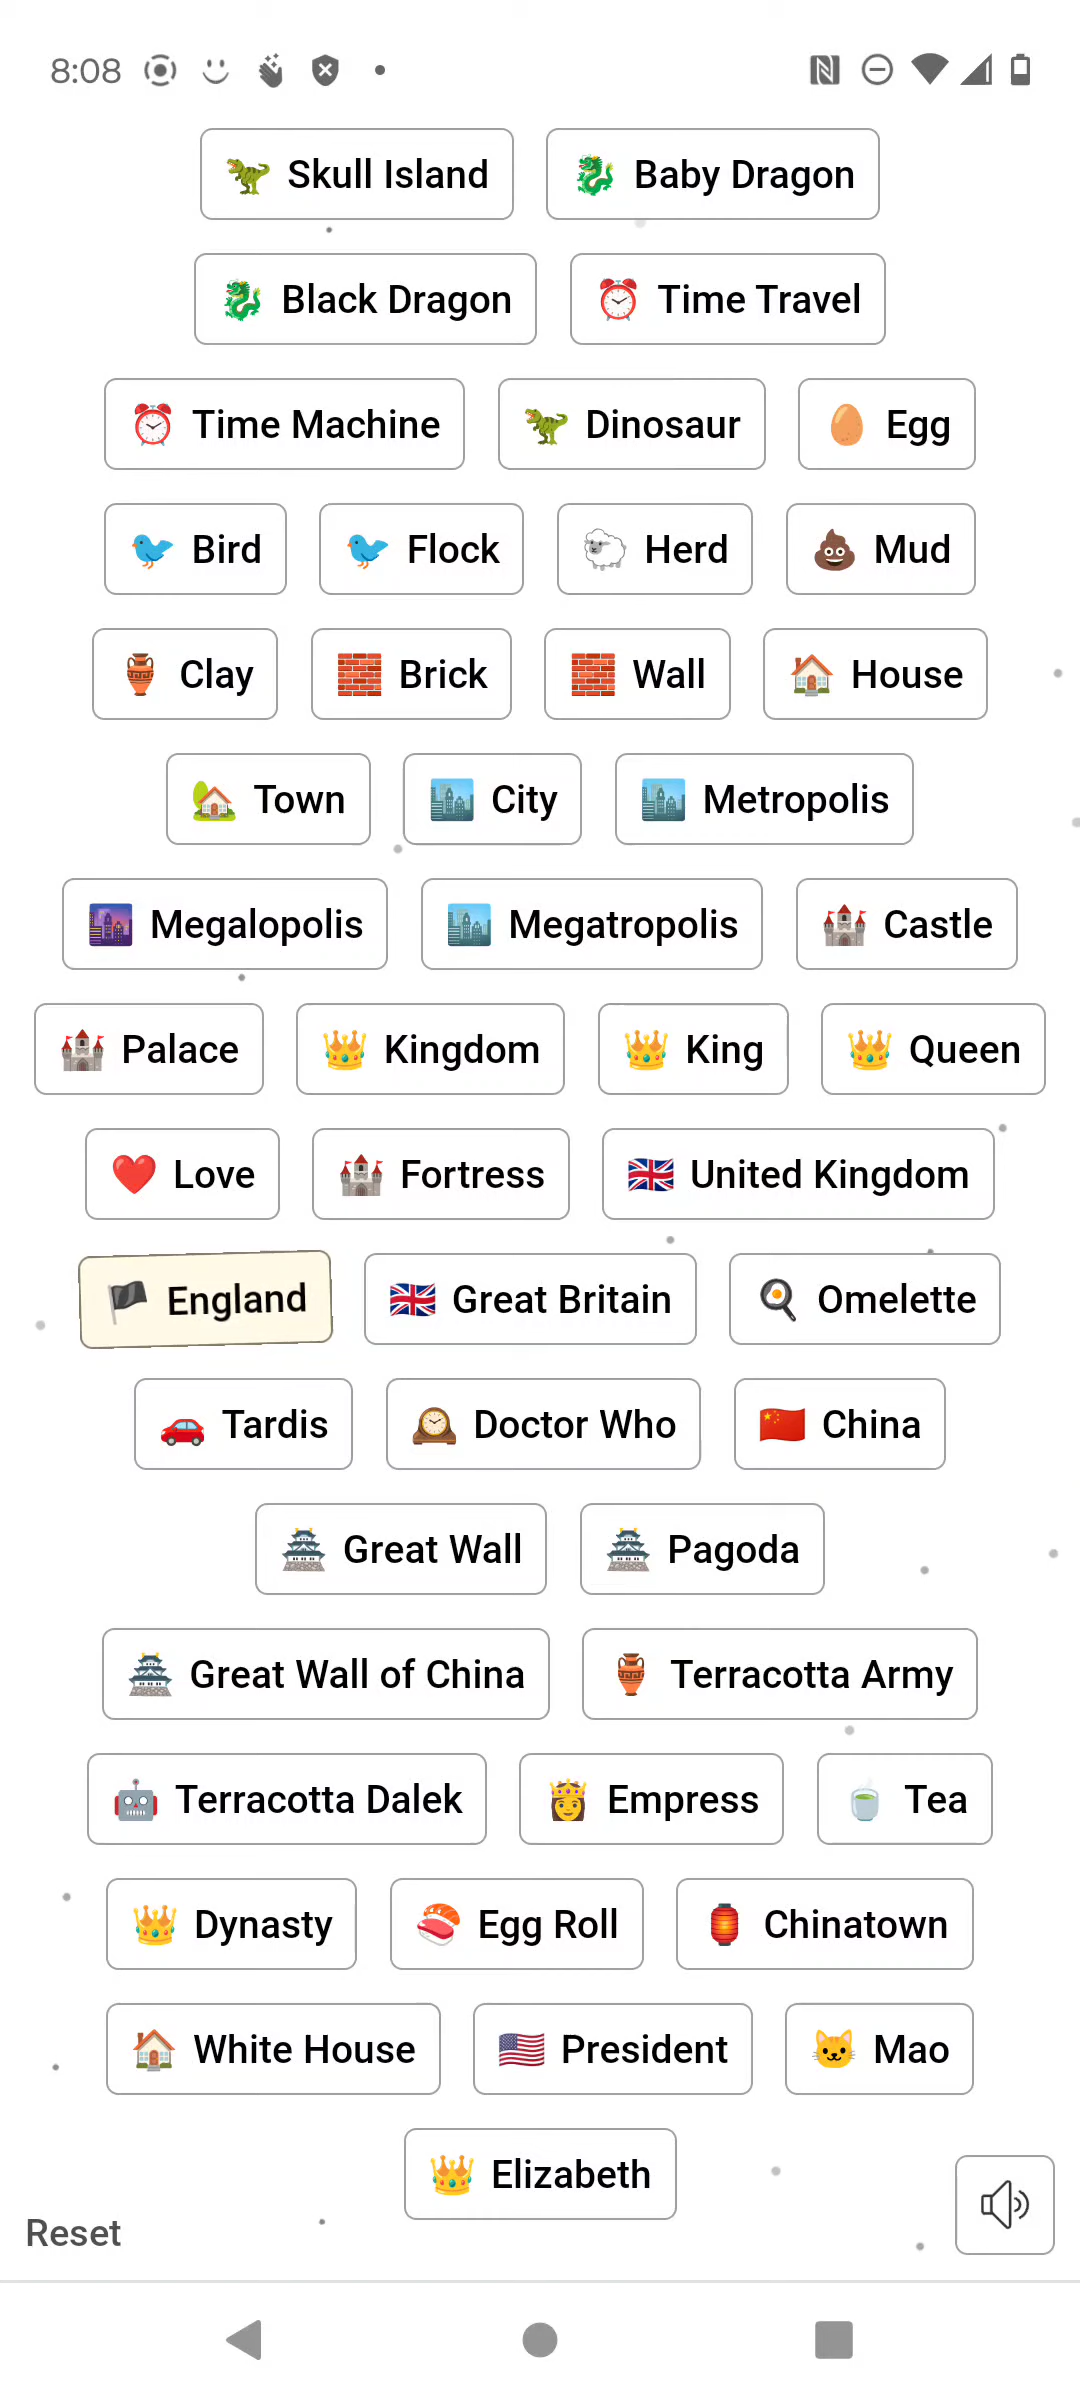 8:08
Skull Island Baby Dragon
Black Dragon Time Travel
Time Machine Dinosaur Egg
Bird Flock Herd Mud
Clay Brick Wall House
Town City Metropolis
Megalopolis Megatropolis Castle
Palace Kingdom King Queen
Love Fortress United Kingdom
England Great Britain Omelette
Tardis Doctor Who China
Great Wall Pagoda
Great Wall of China Terracotta Army
Terracotta Dalek Empress Tea
Dynasty Egg Roll Chinatown
White House President Mao
Elizabeth
Reset